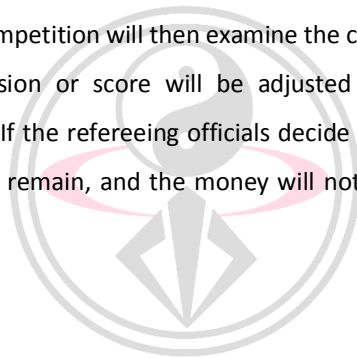 mpetition will then examine the c
sion or score will be adjusted
If the refereeing officials decide
remain, and the money will not